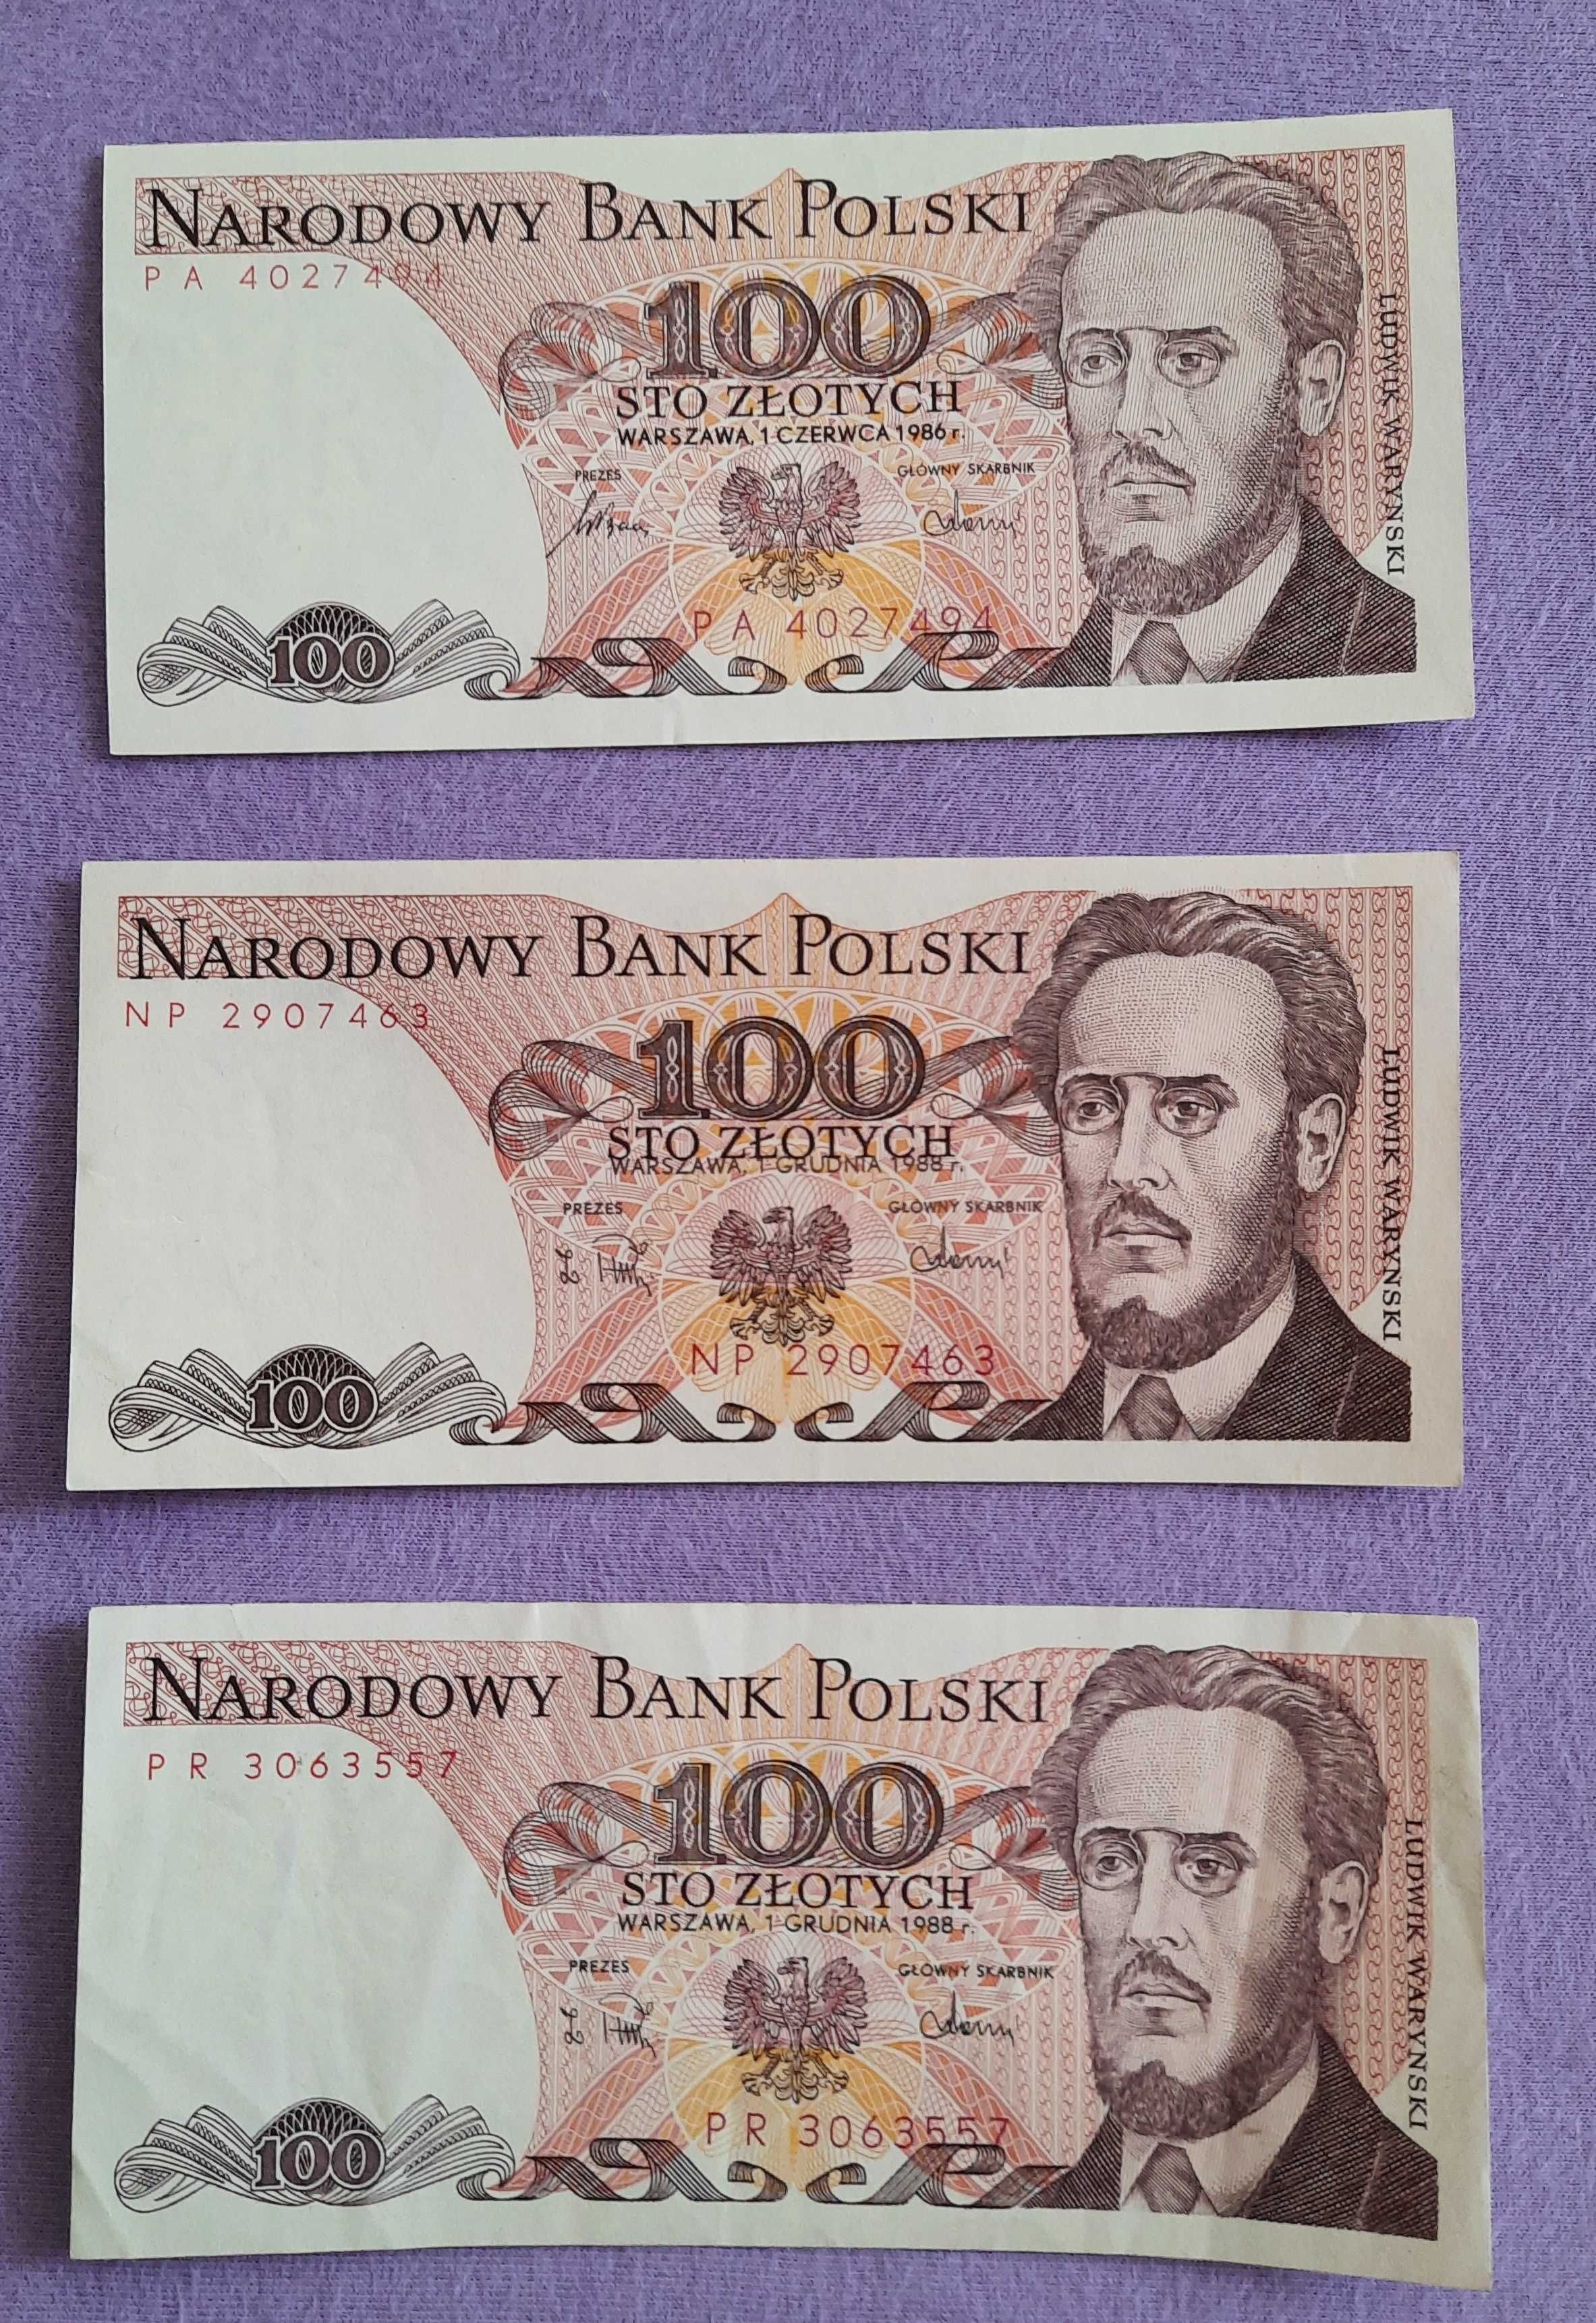 NARODOWY BANK POLSKI
PA 4027494
100
STO ZŁOTYCH
WARSZAWA, 1 CZERWCA 1986 r.
PREZES GŁÓWNY SKARBNIK
LUDWIK WARYŃSKI
PA 4027494
100
NARODOWY BANK POLSKI
NP 2907463
100
STO ZŁOTYCH
WARSZAWA, 1 GRUDNIA 1988 r.
PREZES GŁÓWNY SKARBNIK
LUDWIK WARYŃSKI
NP 2907463
100
NARODOWY BANK POLSKI
PR 3063557
100
STO ZŁOTYCH
WARSZAWA, 1 GRUDNIA 1988 r.
PREZES GŁÓWNY SKARBNIK
LUDWIK WARYŃSKI
PR 3063557
100